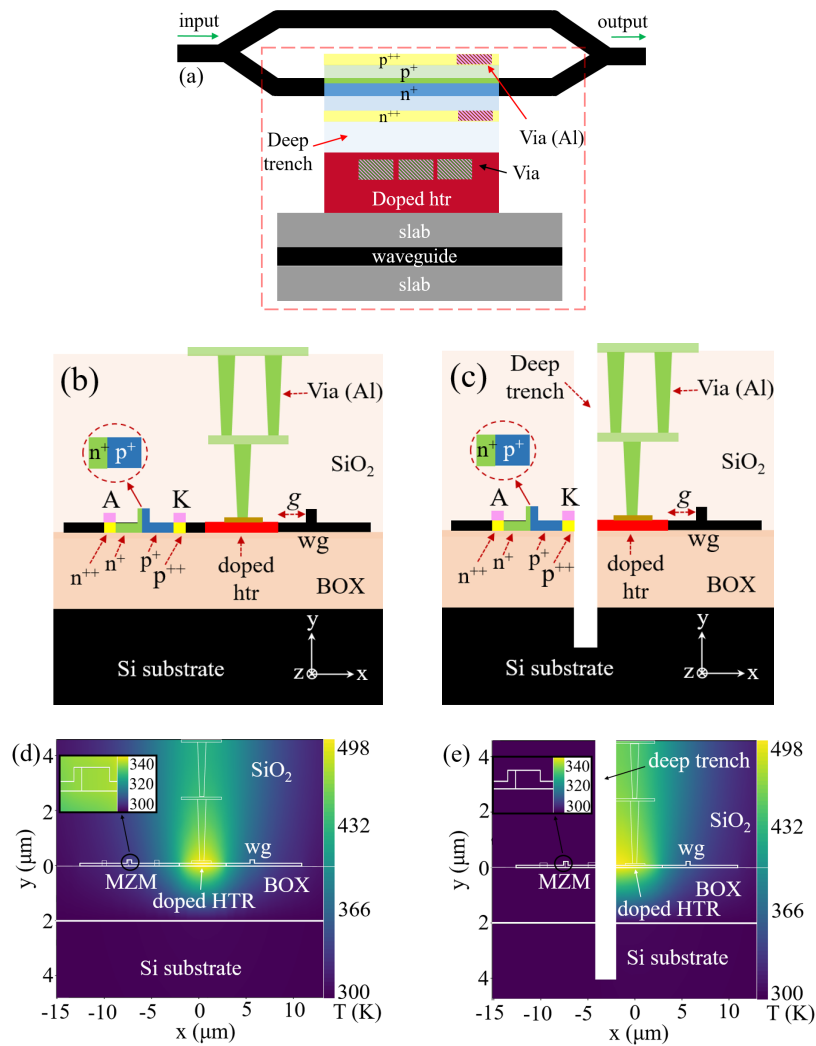 input
output
(a)
p++
p+
n+
n++
Deep
trench
Via (Al)
Via
Doped htr
slab
waveguide
slab
(b)
Via (Al)
n+ p+
SiO2
A
K
g
wg
n++
n+
p+
p++
doped
htr
BOX
Si substrate
y
z
x
(c)
Deep
trench
Via (Al)
n+ p+
SiO2
A
K
g
wg
n++
n+
p+
p++
doped
htr
BOX
Si substrate
y
z
x
(d)
4
2
0
2
4
y (μm)
340
320
300
SiO2
wg
MZM
BOX
doped HTR
Si substrate
498
432
366
300
-15 -10 -5 0 5 10 T (K)
x (μm)
(e)
4
2
0
2
4
y (μm)
340
320
300
deep trench
SiO2
wg
MZM
BOX
doped HTR
Si substrate
498
432
366
300
-15 -10 -5 0 5 10 T (K)
x (μm)